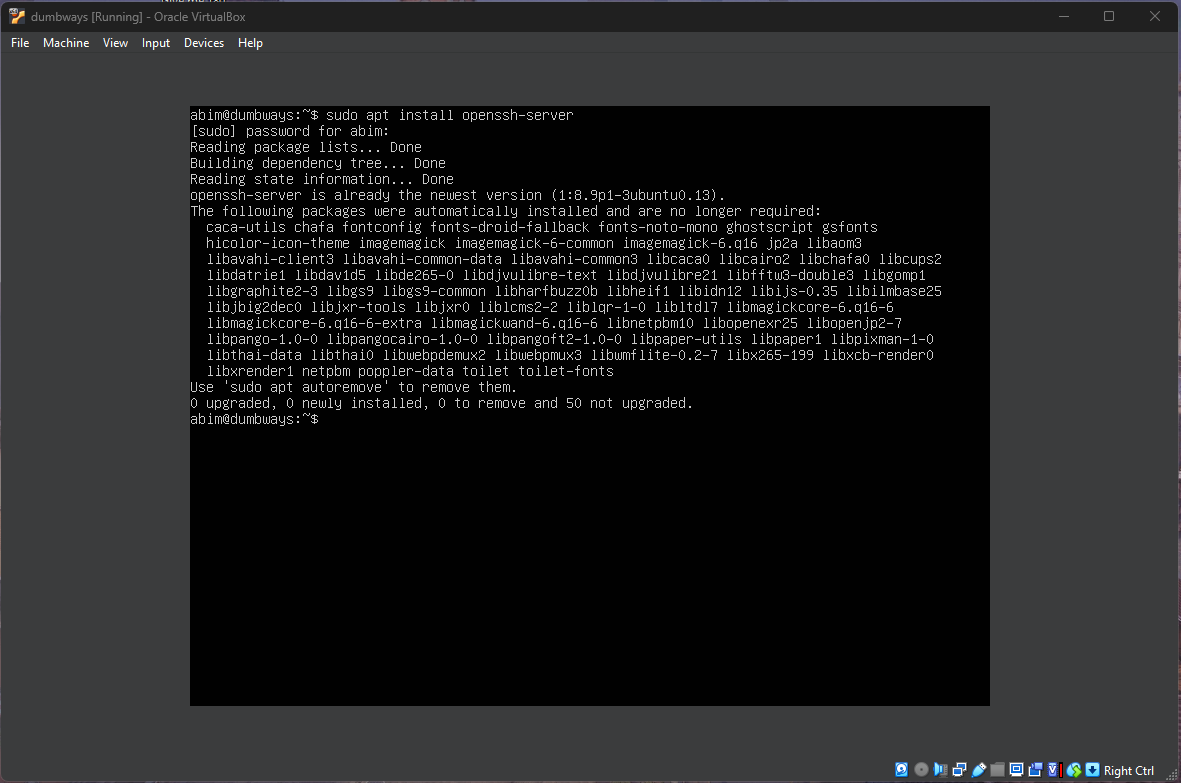 dumbways [Running] - Oracle VirtualBox
File Machine View Input Devices Help
abim@dumbways:~$ sudo apt install openssh-server
[sudo] password for abim:
Reading package lists... Done
Building dependency tree... Done
Reading state information... Done
openssh-server is already the newest version (1:8.9p1-3ubuntu0.13).
The following packages were automatically installed and are no longer required:
  caca-utils chafa fontconfig fonts-droid-fallback fonts-noto-mono ghostscript gsfonts
  hicolor-icon-theme imagemagick imagemagick-6-common imagemagick-6.q16 jp2a libaom3
  libavahi-client3 libavahi-common-data libavahi-common3 libcaca0 libcairo2 libchafa0 libcups2
  libdatrie1 libdav1d5 libde265-0 libdjvulibre-text libdjvulibre21 libfftw3-double3 libgomp1
  libgraphite2-3 libgs9 libgs9-common libharfbuzz0b libheif1 libidn12 libijs-0.35 libilmbase25
  libjbig2dec0 libjxr-tools libjxr0 liblcms2-2 liblqr-1-0 libltdl7 libmagickcore-6.q16-6
  libmagickcore-6.q16-6-extra libmagickwand-6.q16-6 libnetpbm10 libopenexr25 libopenjp2-7
  libpango-1.0-0 libpangocairo-1.0-0 libpangoft2-1.0-0 libpaper-utils libpaper1 libpixman-1-0
  libthai-data libthai0 libwebpdemux2 libwebpmux3 libwmflite-0.2-7 libx265-199 libxcb-render0
  libxrender1 netpbm poppler-data toilet toilet-fonts
Use 'sudo apt autoremove' to remove them.
0 upgraded, 0 newly installed, 0 to remove and 50 not upgraded.
abim@dumbways:~$
Right Ctrl